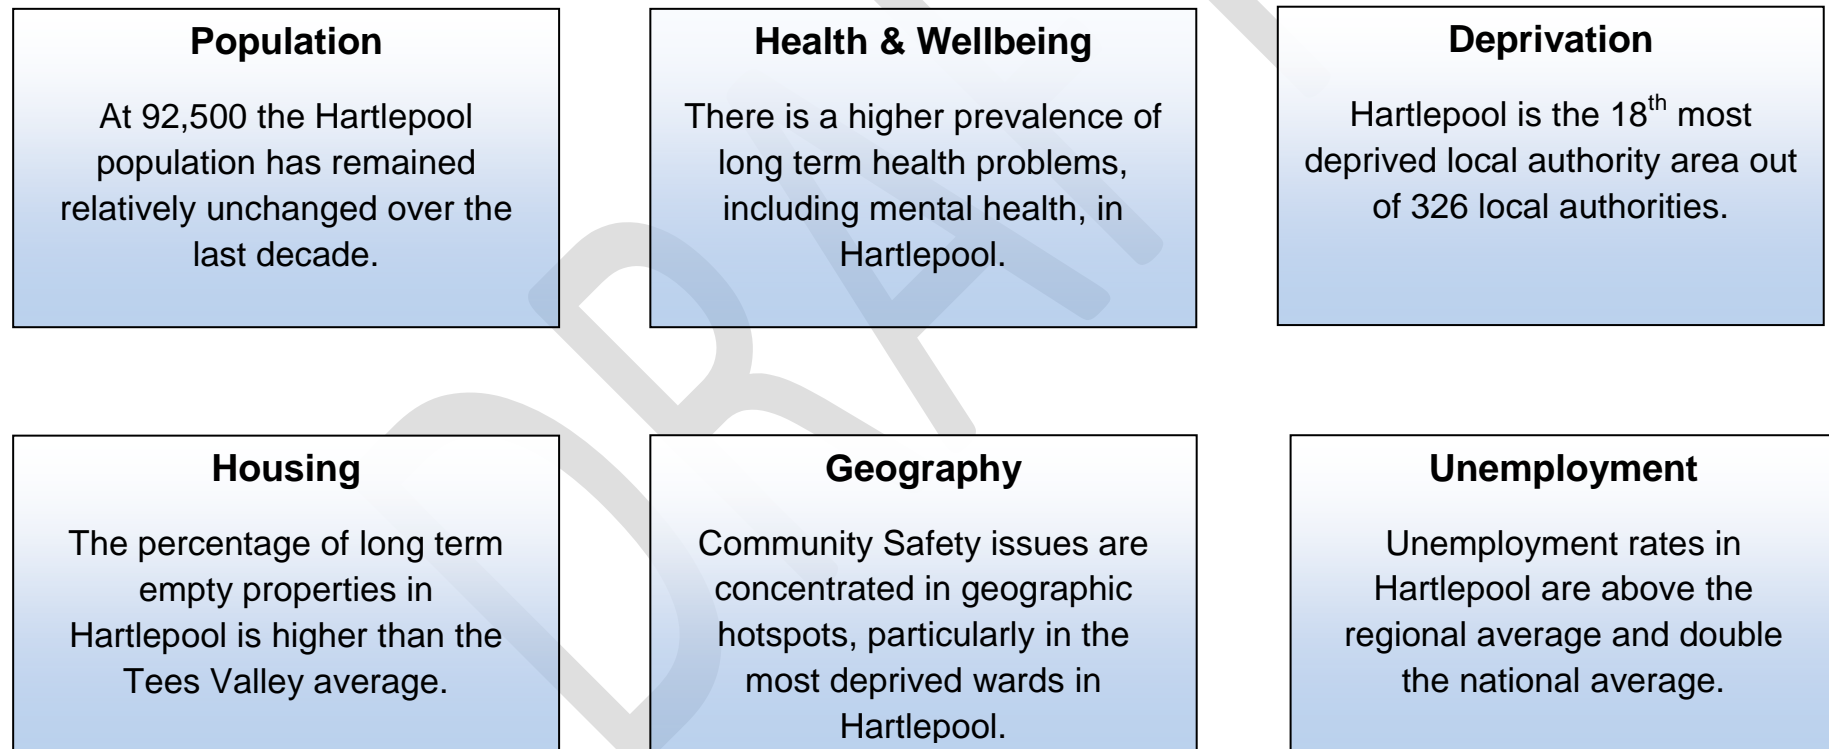 Population
At 92,500 the Hartlepool
population has remained
relatively unchanged over the
last decade.
Health & Wellbeing
There is a higher prevalence of
long term health problems,
including mental health, in
Hartlepool.
Deprivation
Hartlepool is the 18th most
deprived local authority area out
of 326 local authorities.
Housing
The percentage of long term
empty properties in
Hartlepool is higher than the
Tees Valley average.
Geography
Community Safety issues are
concentrated in geographic
hotspots, particularly in the
most deprived wards in
Hartlepool.
Unemployment
Unemployment rates in
Hartlepool are above the
regional average and double
the national average.
DRA